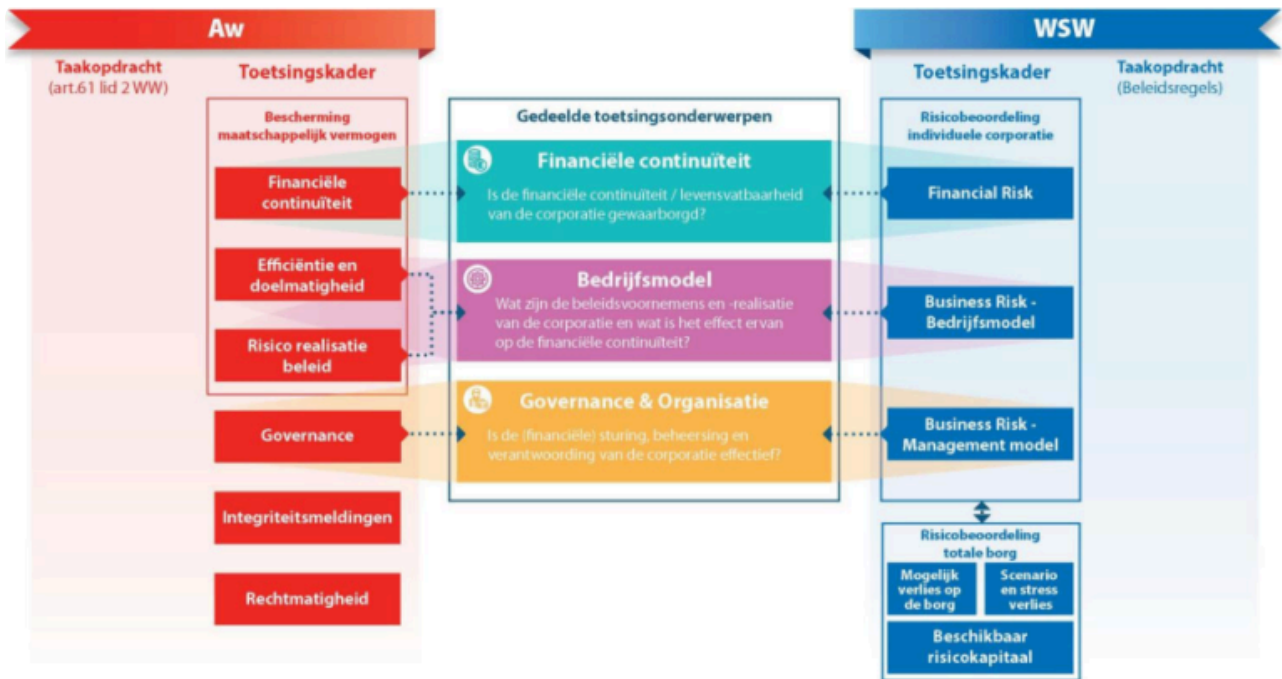 Aw
Taakopdracht
(art.61 lid 2 WW)
Toetsingskader
Bescherming
maatschappelijk vermogen
Financiële
continuïteit
Efficiëntie en
doelmatigheid
Risico realisatie
beleid
Governance
Integriteitsmeldingen
Rechtmatigheid
Gedeelde toetsingsonderwerpen
Financiële continuïteit
Is de financiële continuïteit / levensvatbaarheid
van de corporatie gewaarborgd?
Bedrijfsmodel
Wat zijn de beleidsvoornemens en -realisatie
van de corporatie en wat is het effect ervan
op de financiële continuïteit?
Governance & Organisatie
Is de (financiële) sturing, beheersing en
verantwoording van de corporatie effectief?
WSW
Toetsingskader
Taakopdracht
(Beleidsregels)
Risicobeoordeling
individuele corporatie
Financial Risk
Business Risk -
Bedrijfsmodel
Business Risk -
Management model
Risicobeoordeling
totale borg
Mogelijk
verlies op
de borg
Scenario
en stress
verlies
Beschikbaar
risicokapitaal